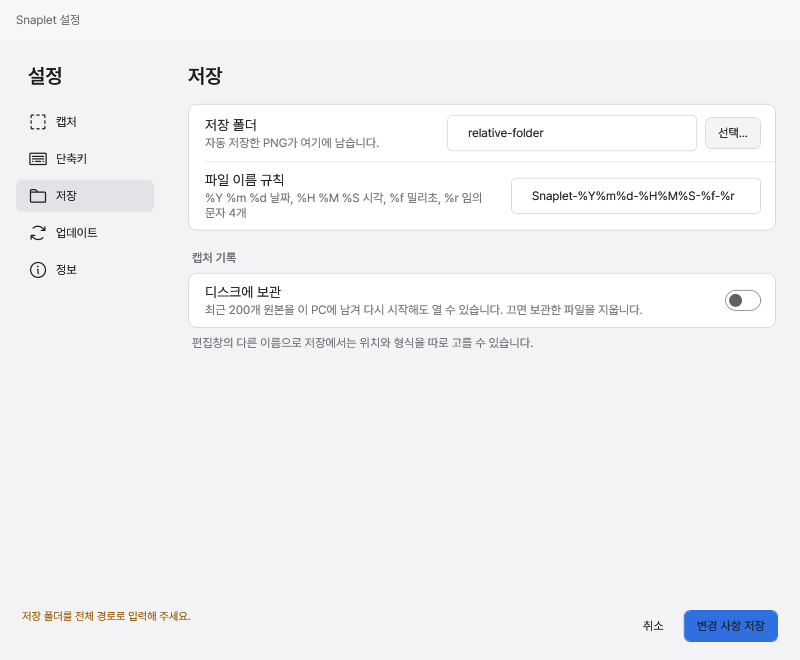 Snaplet 설정
설정
캡처
단축키
저장
업데이트
정보
저장
저장 폴더
자동 저장한 PNG가 여기에 남습니다.
relative-folder
선택...
파일 이름 규칙
%Y %m %d 날짜, %H %M %S 시각, %f 밀리초, %r 임의
문자 4개
Snaplet-%Y%m%d-%H%M%S-%f-%r
캡처 기록
디스크에 보관
최근 200개 원본을 이 PC에 남겨 다시 시작해도 열 수 있습니다. 끄면 보관한 파일을 지웁니다.
편집창의 다른 이름으로 저장에서는 위치와 형식을 따로 고를 수 있습니다.
저장 폴더를 전체 경로로 입력해 주세요.
취소
변경 사항 저장